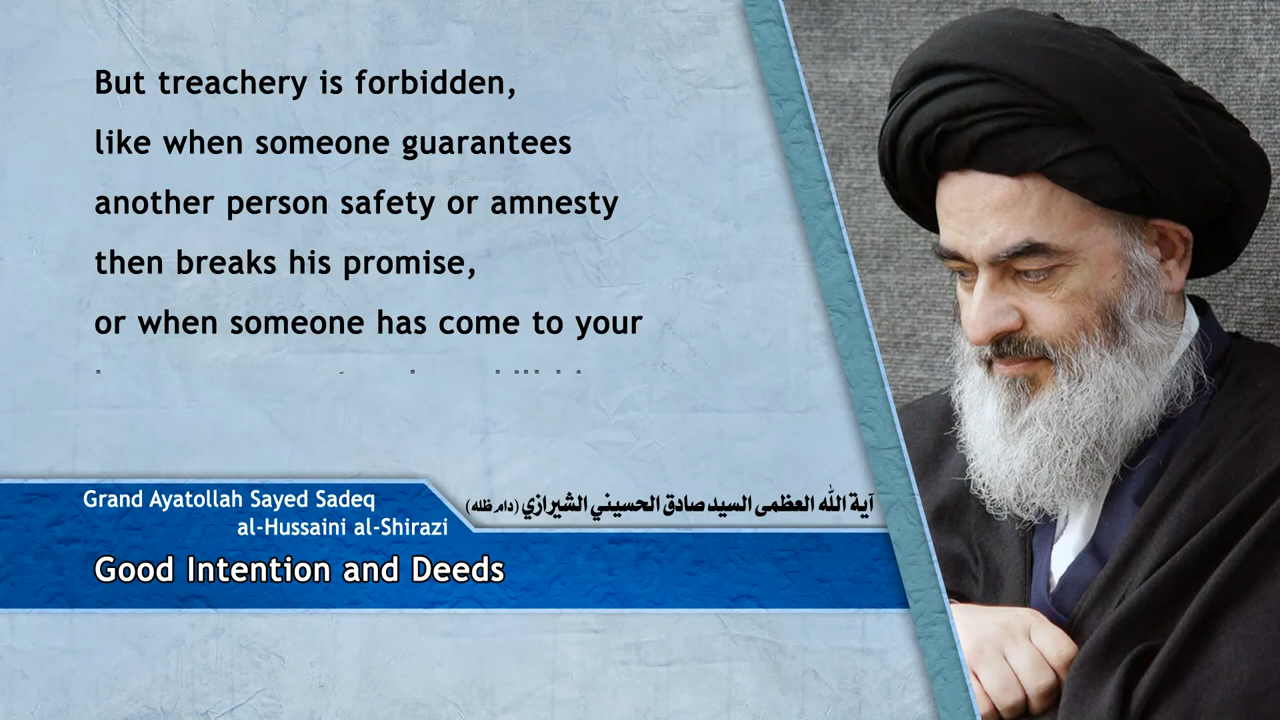 But treachery is forbidden,
like when someone guarantees
another person safety or amnesty
then breaks his promise,
or when someone has come to your
Grand Ayatollah Sayed Sadeq
al-Hussaini al-Shirazi
آية الله العظمى السيد صادق الحسيني الشيرازي (دام ظله)
Good Intention and Deeds